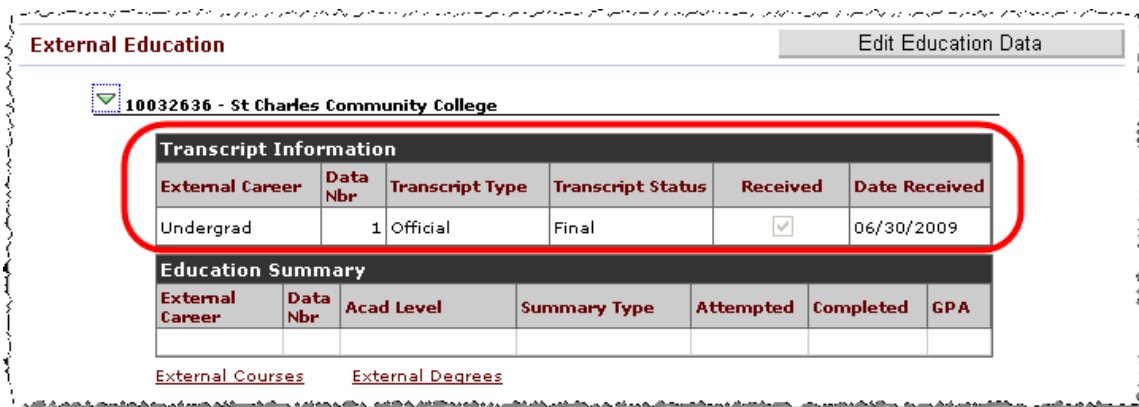 External Education Edit Education Data
10032636 - St Charles Community College
Transcript Information
External Career Data Nbr Transcript Type Transcript Status Received Date Received
Undergrad 1 Official Final 06/30/2009
Education Summary
External Career Data Nbr Acad Level Summary Type Attempted Completed GPA
External Courses External Degrees